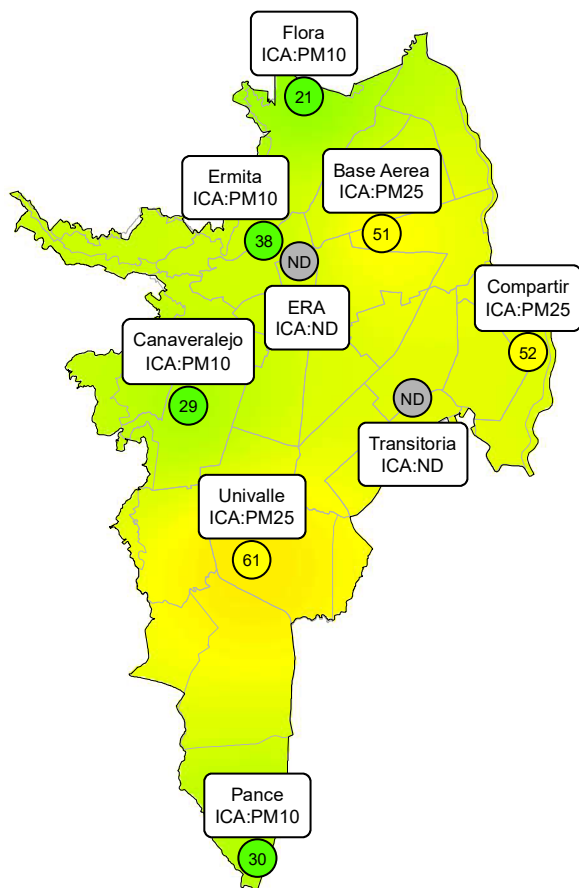 Flora
ICA:PM10
21
Ermita
ICA:PM10
38
Base Aerea
ICA:PM25
51
ND
ERA
ICA:ND
Compartir
ICA:PM25
52
Canaveralejo
ICA:PM10
29
ND
Transitoria
ICA:ND
Univalle
ICA:PM25
61
Pance
ICA:PM10
30